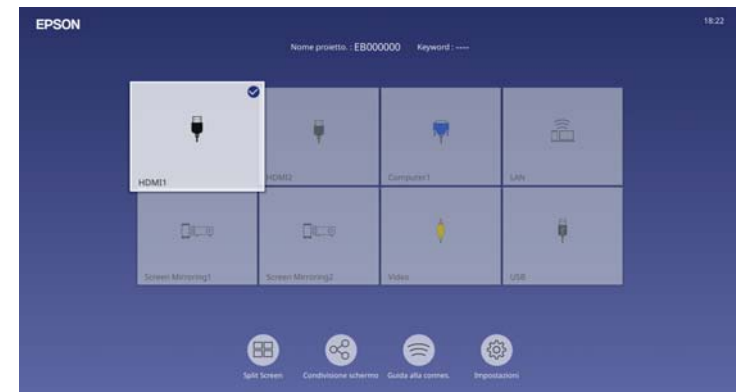 EPSON
18:22
Nome proietto. : EB000000 Keyword : ----
HDMI1
HDMI2
Computer1
LAN
Screen Mirroring1
Screen Mirroring2
Video
USB
Split Screen
Condivisione schermo
Guida alla connes.
Impostazioni